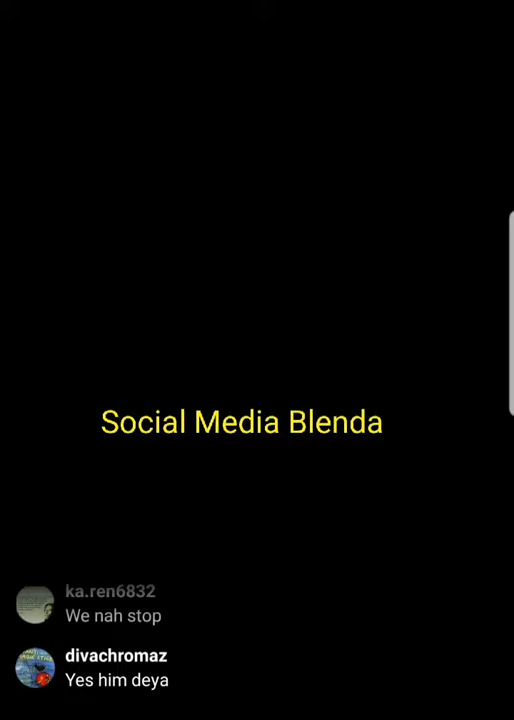 Social Media Blenda
ka.ren6832
We nah stop
divachromaz
Yes him deya